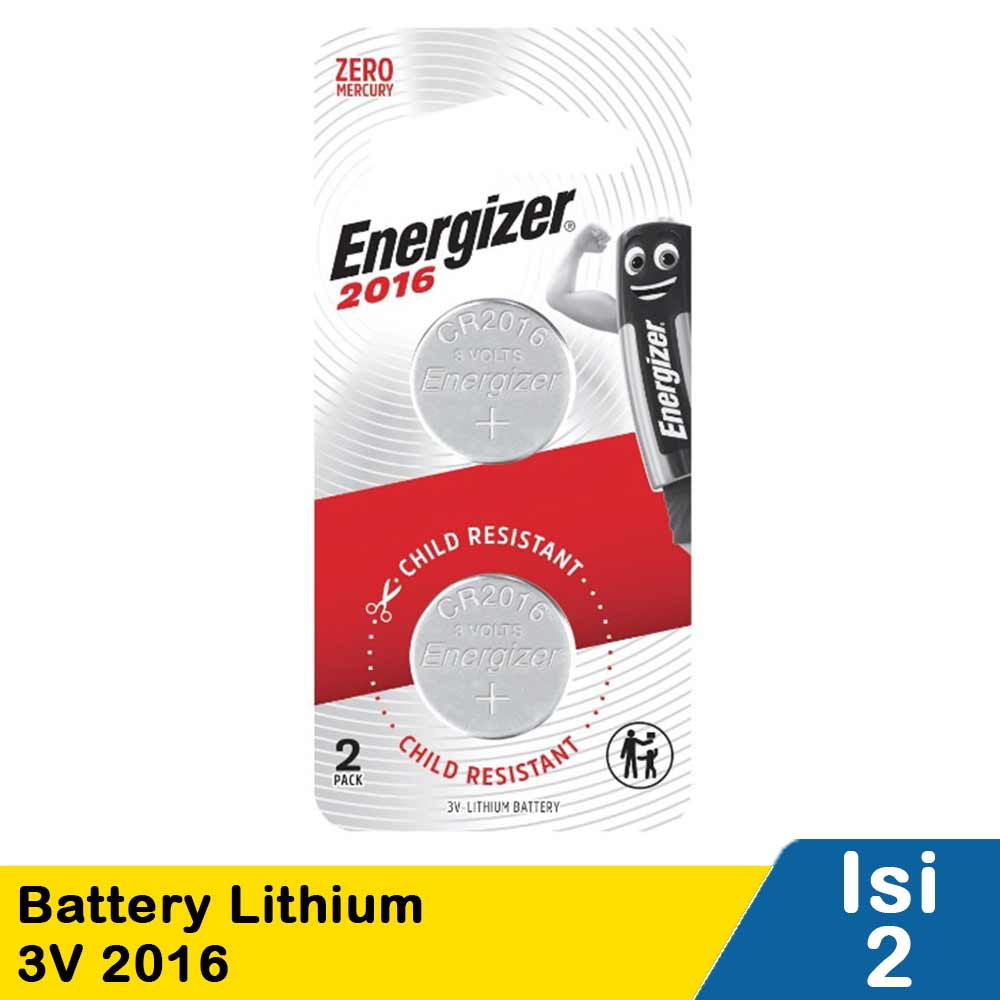 ZERO
MERCURY
Energizer®
2016
CR2016
3 VOLTS
Energizer
+
Energizer
CHILD RESISTANT
CR2016
3 VOLTS
Energizer
+
CHILD RESISTANT
2
PACK
3V-LITHIUM BATTERY
Battery Lithium
3V 2016
Isi
2